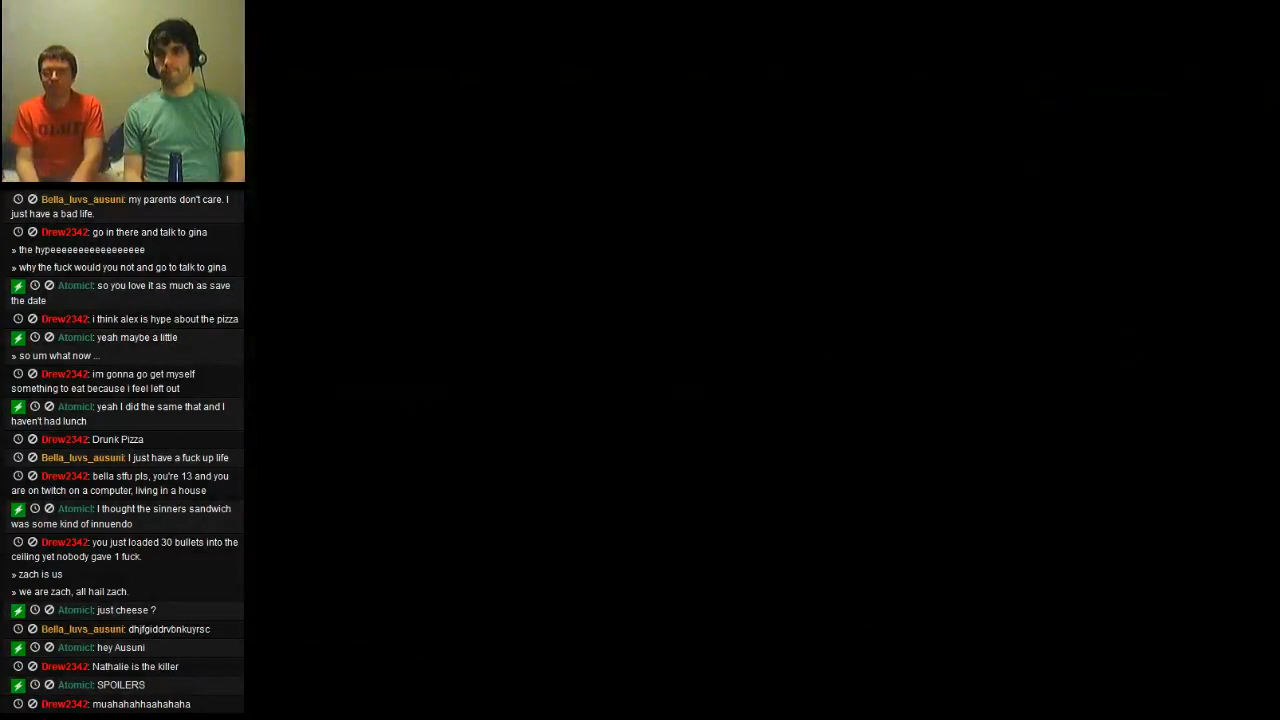 Bella_luvs_ausuni: my parents don't care. I
just have a bad life.
Drew2342: go in there and talk to gina
» the hypeeeeeeeeeeeeeeeee
» why the fuck would you not and go to talk to gina
Atomicl: so you love it as much as save
the date
Drew2342: i think alex is hype about the pizza
Atomicl: yeah maybe a little
» so um what now ...
Drew2342: im gonna go get myself
something to eat because i feel left out
Atomicl: yeah I did the same that and I
haven't had lunch
Drew2342: Drunk Pizza
Bella_luvs_ausuni: I just have a fuck up life
Drew2342: bella stfu pls, you're 13 and you
are on twitch on a computer, living in a house
Atomicl: I thought the sinners sandwich
was some kind of innuendo
Drew2342: you just loaded 30 bullets into the
ceiling yet nobody gave 1 fuck.
» zach is us
» we are zach, all hail zach.
Atomicl: just cheese ?
Bella_luvs_ausuni: dhjfgiddrvbnkuyrsc
Atomicl: hey Ausuni
Drew2342: Nathalie is the killer
Atomicl: SPOILERS
Drew2342: muahahahhaahahaha